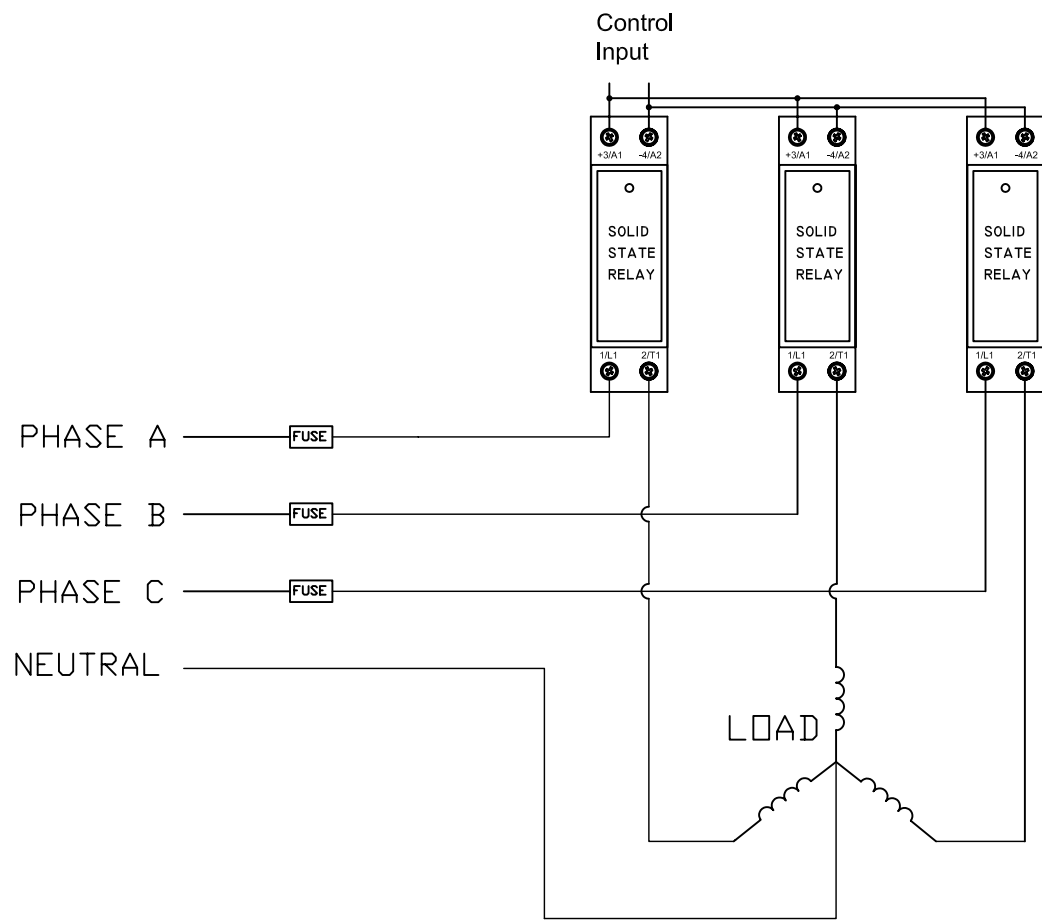 Control
Input
+3/A1 -4/A2
+3/A1 -4/A2
+3/A1 -4/A2
SOLID
STATE
RELAY
SOLID
STATE
RELAY
SOLID
STATE
RELAY
1/L1 2/T1
1/L1 2/T1
1/L1 2/T1
PHASE A
FUSE
PHASE B
FUSE
PHASE C
FUSE
NEUTRAL
LOAD